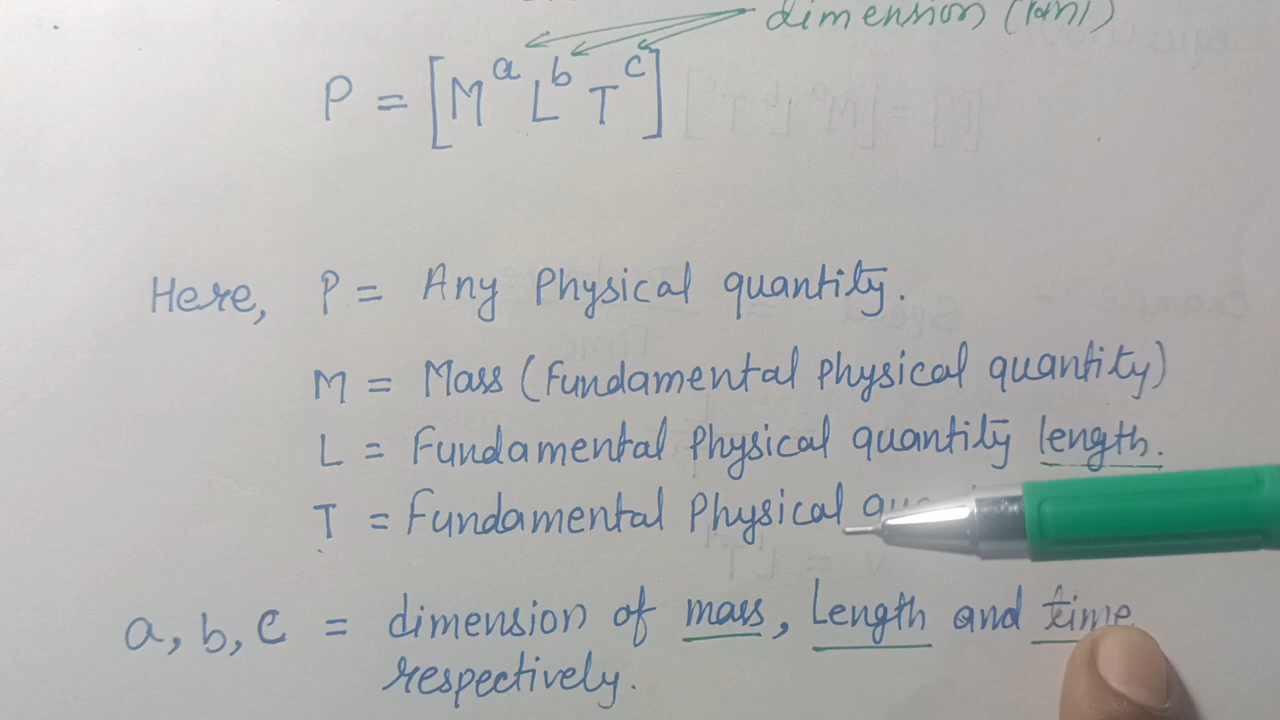 dimension
P = [MᵃLᵇTᶜ]
Here, P = Any Physical quantity.
M = Mass (Fundamental physical quantity)
L = Fundamental Physical quantity length.
T = Fundamental Physical
a, b, c = dimension of mass, Length and time
respectively.